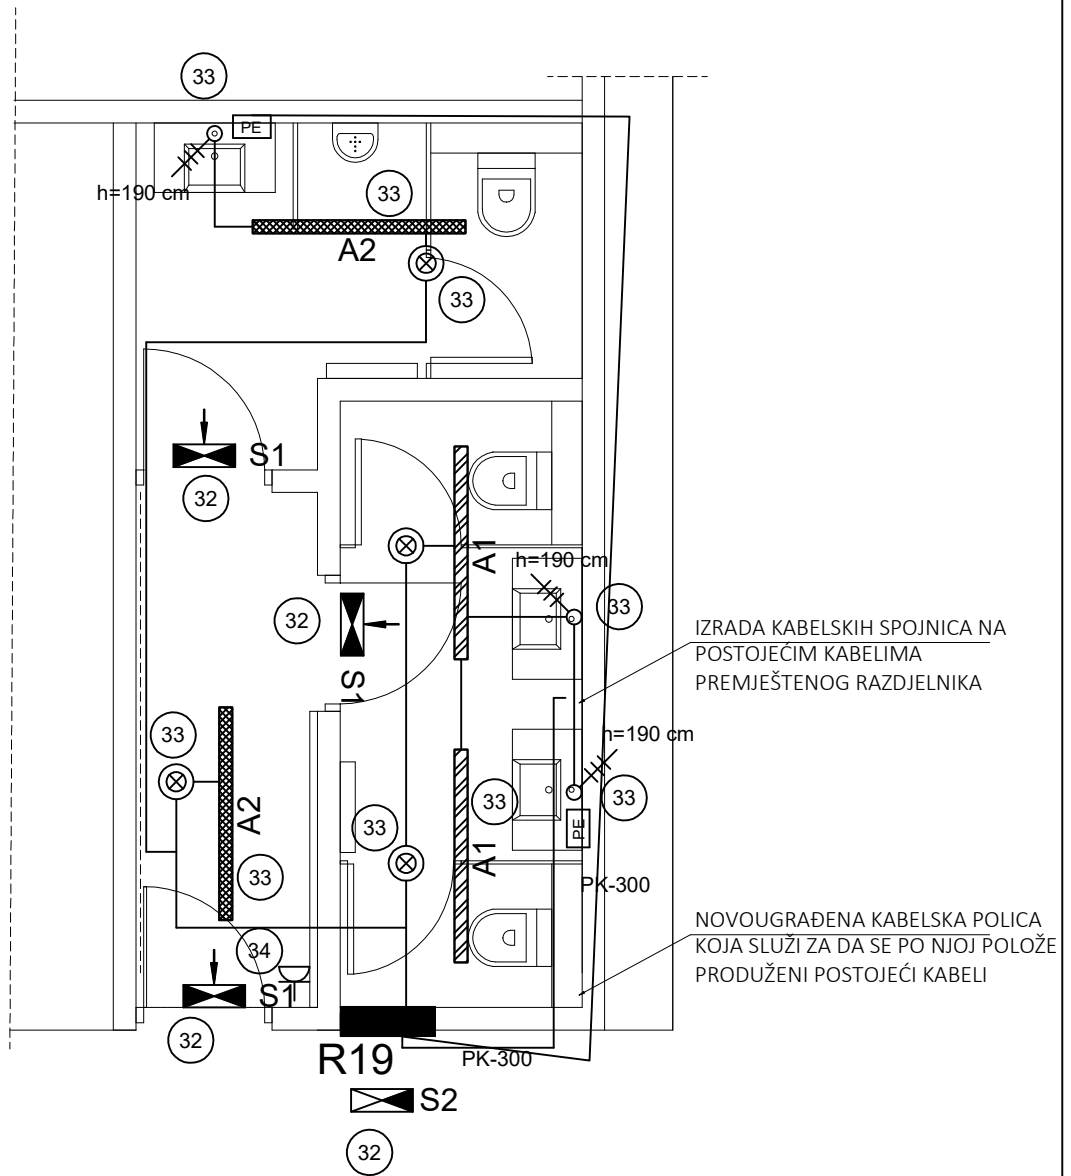 33
PE
h=190 cm
33
A2
33
S1
32
A1
h=190 cm
33
32
IZRADA KABELSKIH SPOJNICA NA
POSTOJEĆIM KABELIMA
PREMJEŠTENOG RAZDJELNIKA
S1
h=190 cm
33
33
33
33
A2
PE
A1
33
PK-300
NOVOUGRAĐENA KABELSKA POLICA
KOJA SLUŽI ZA DA SE PO NJOJ POLOŽE
PRODUŽENI POSTOJEĆI KABELI
34
S1
32
R19
PK-300
S2
32